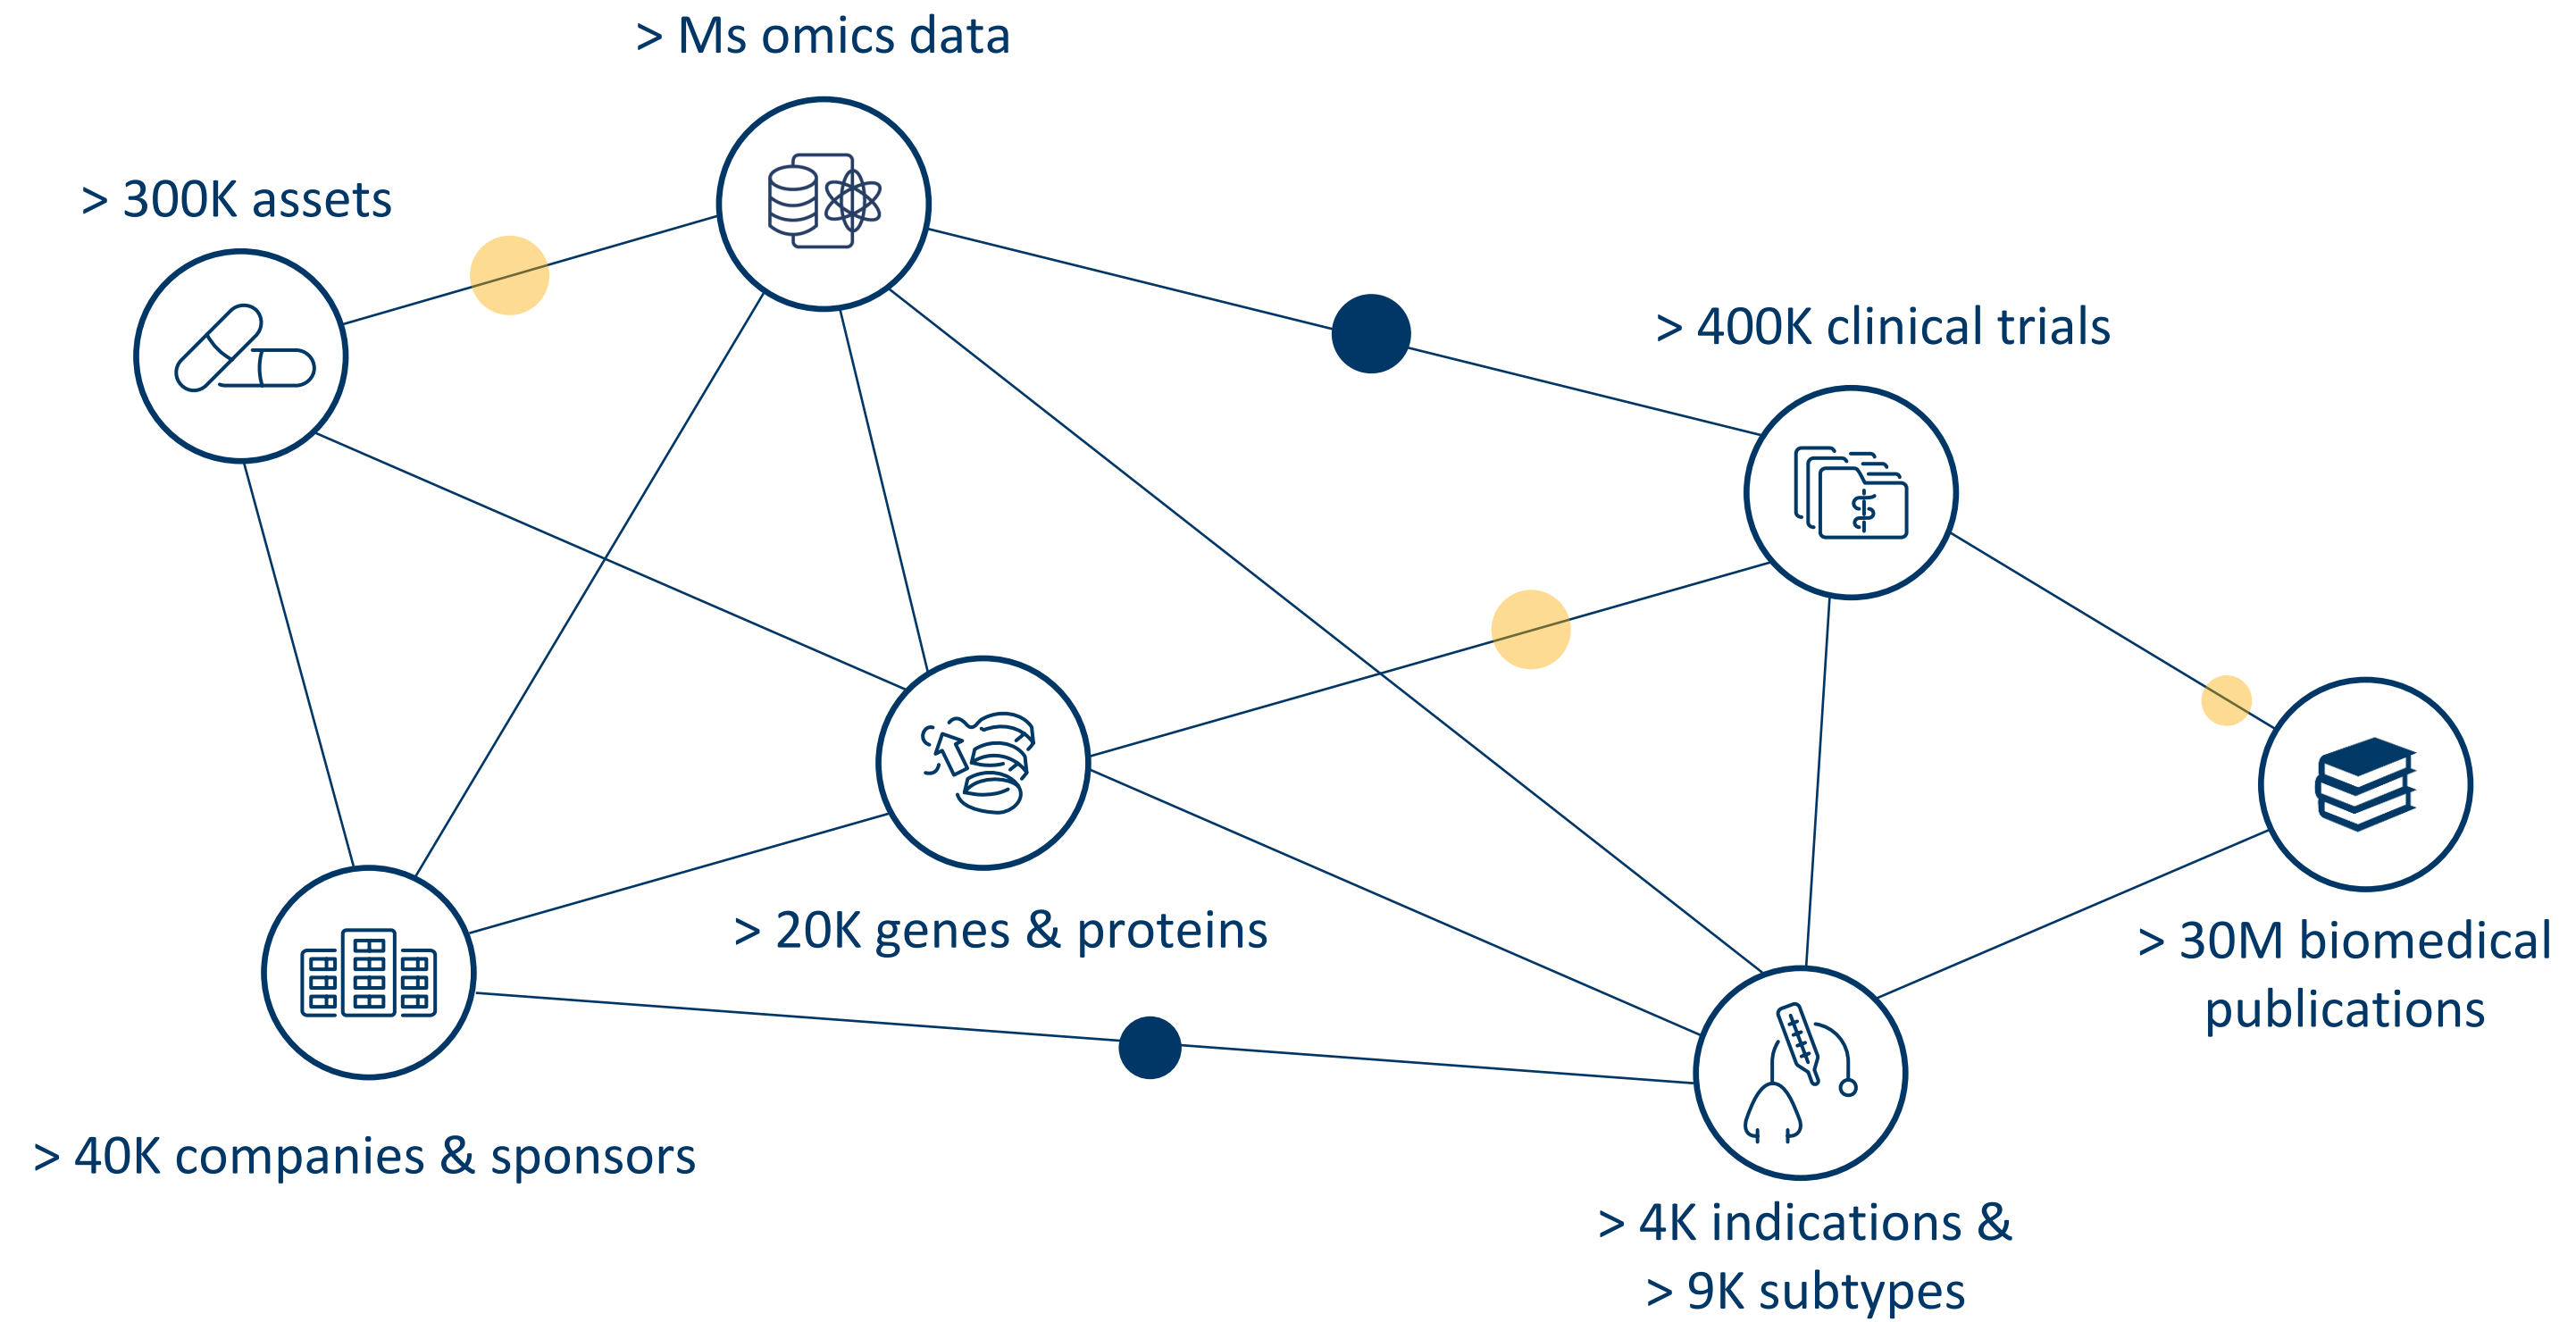 > Ms omics data
> 300K assets
> 400K clinical trials
> 20K genes & proteins
> 30M biomedical
publications
> 40K companies & sponsors
> 4K indications &
> 9K subtypes